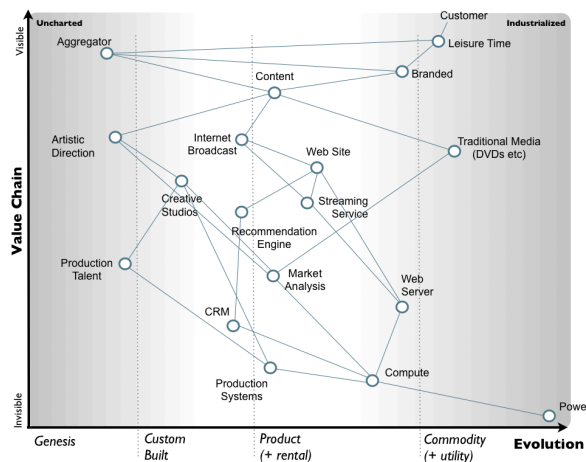 Customer
Uncharted
Industrialized
Visible
Aggregator
Leisure Time
Content
Branded
Artistic
Direction
Internet
Broadcast
Web Site
Traditional Media
(DVDs etc)
Creative
Studios
Streaming
Service
Recommendation
Engine
Value Chain
Production
Talent
Market
Analysis
Web
Server
CRM
Production
Systems
Compute
Power
Invisible
Genesis
Custom
Built
Product
(+ rental)
Commodity
(+ utility)
Evolution